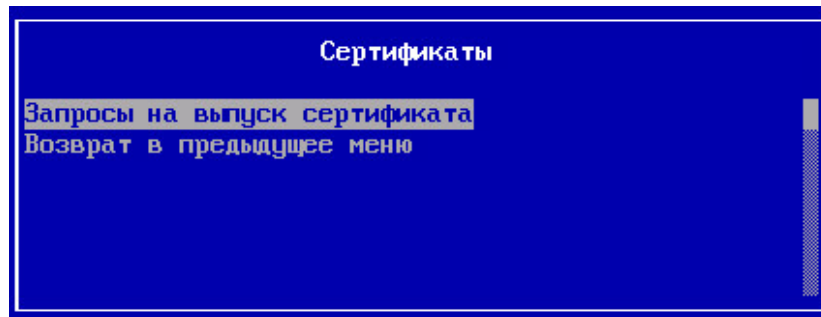 Сертификаты
Запросы на выпуск сертификата
Возврат в предыдущее меню